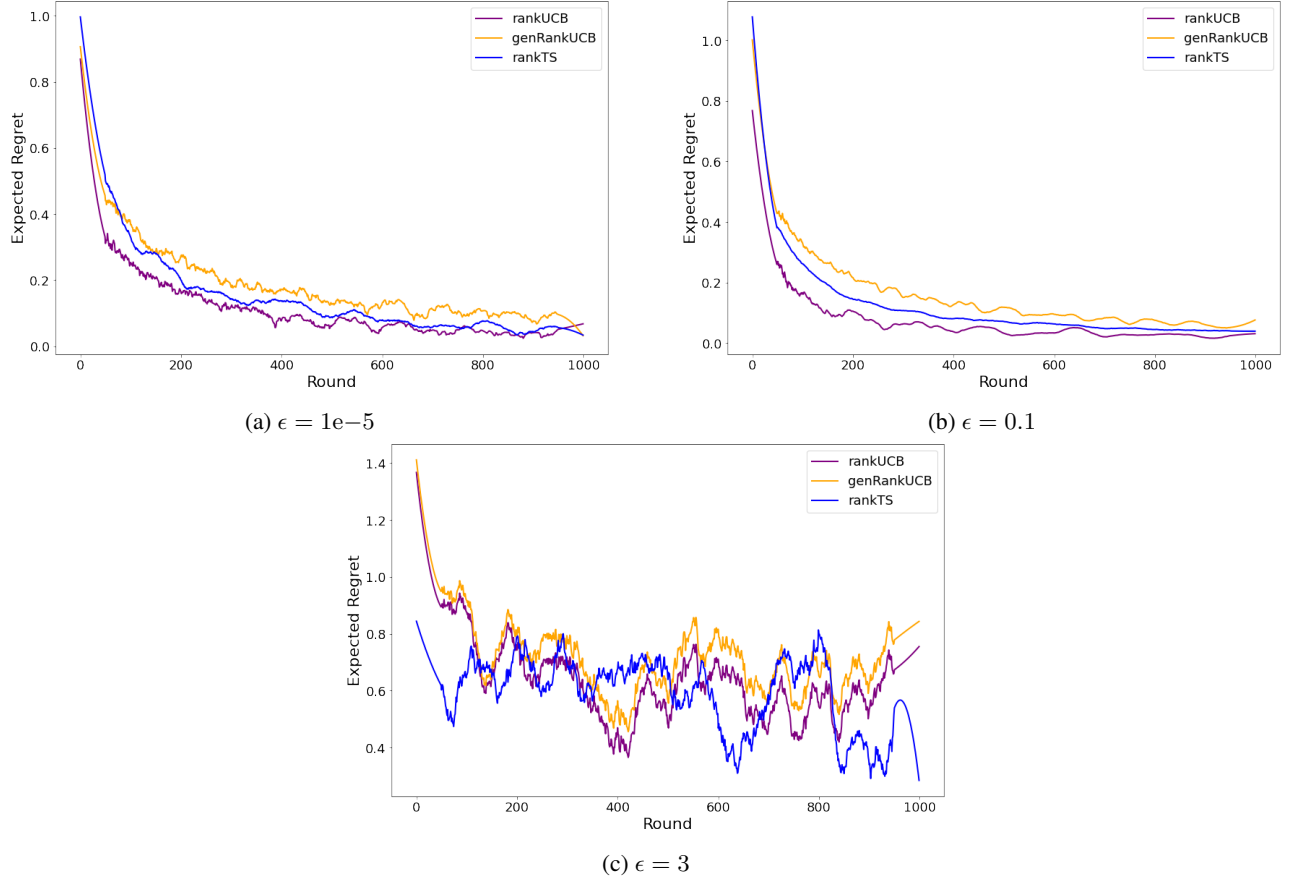 1.0
0.8
0.6
0.4
0.2
0.0
Expected Regret
0 200 400 600 800 1000
Round
rankUCB
genRankUCB
rankTS
(a) ϵ = 1e−5
1.0
0.8
0.6
0.4
0.2
0.0
Expected Regret
0 200 400 600 800 1000
Round
rankUCB
genRankUCB
rankTS
(b) ϵ = 0.1
1.4
1.2
1.0
0.8
0.6
0.4
Expected Regret
0 200 400 600 800 1000
Round
rankUCB
genRankUCB
rankTS
(c) ϵ = 3